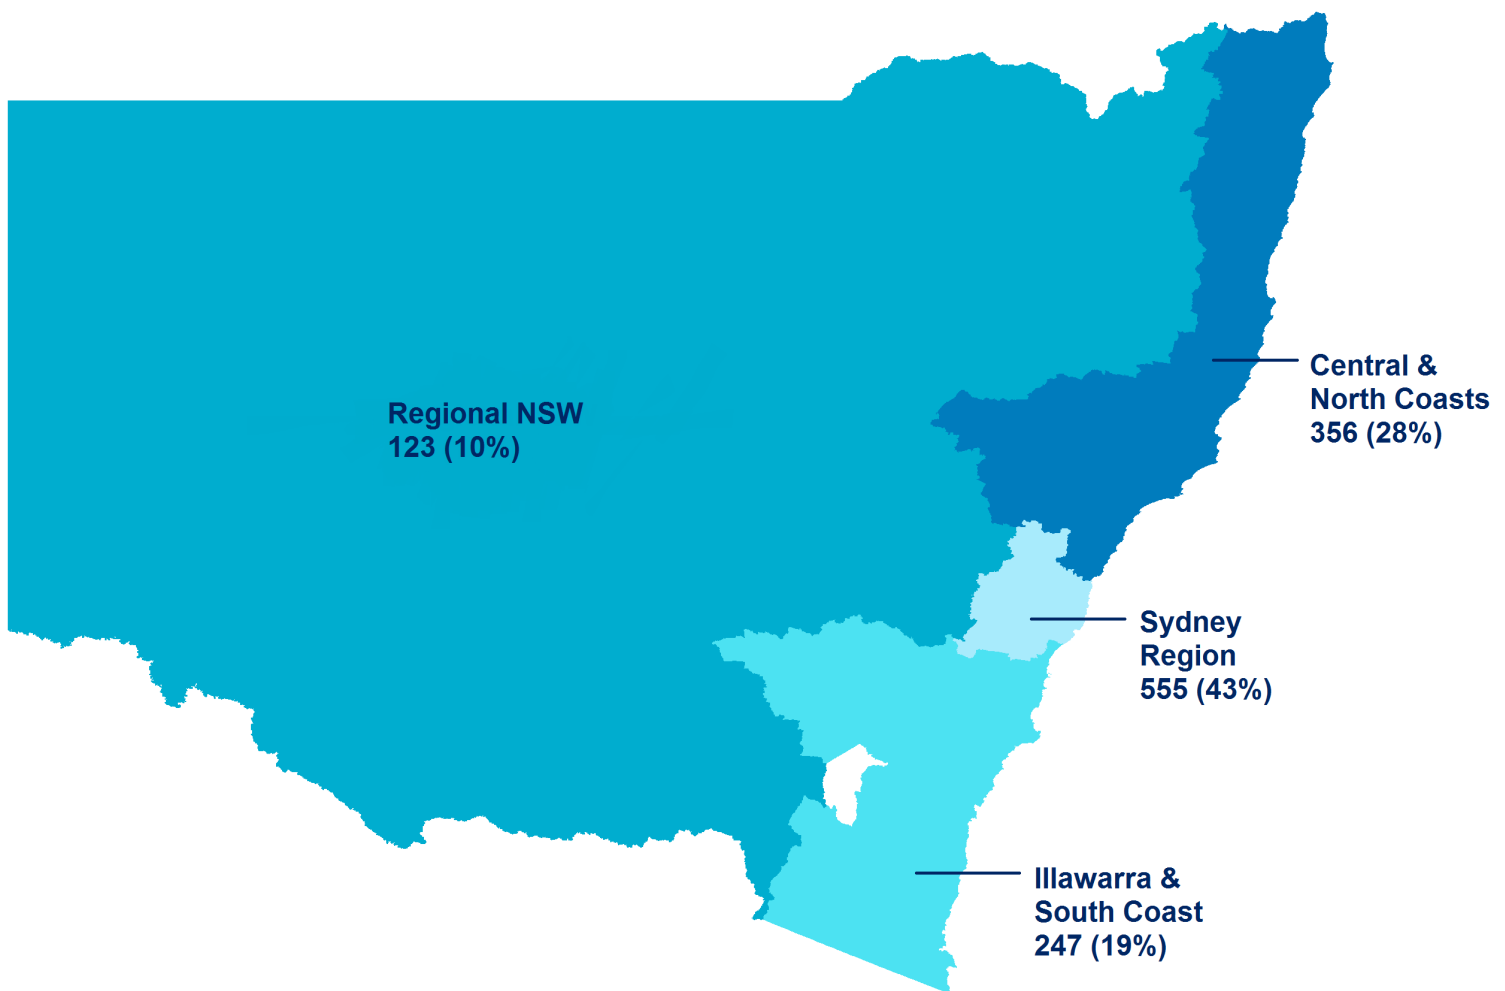 Regional NSW
123 (10%)
Central &
North Coasts
356 (28%)
Sydney
Region
555 (43%)
Illawarra &
South Coast
247 (19%)